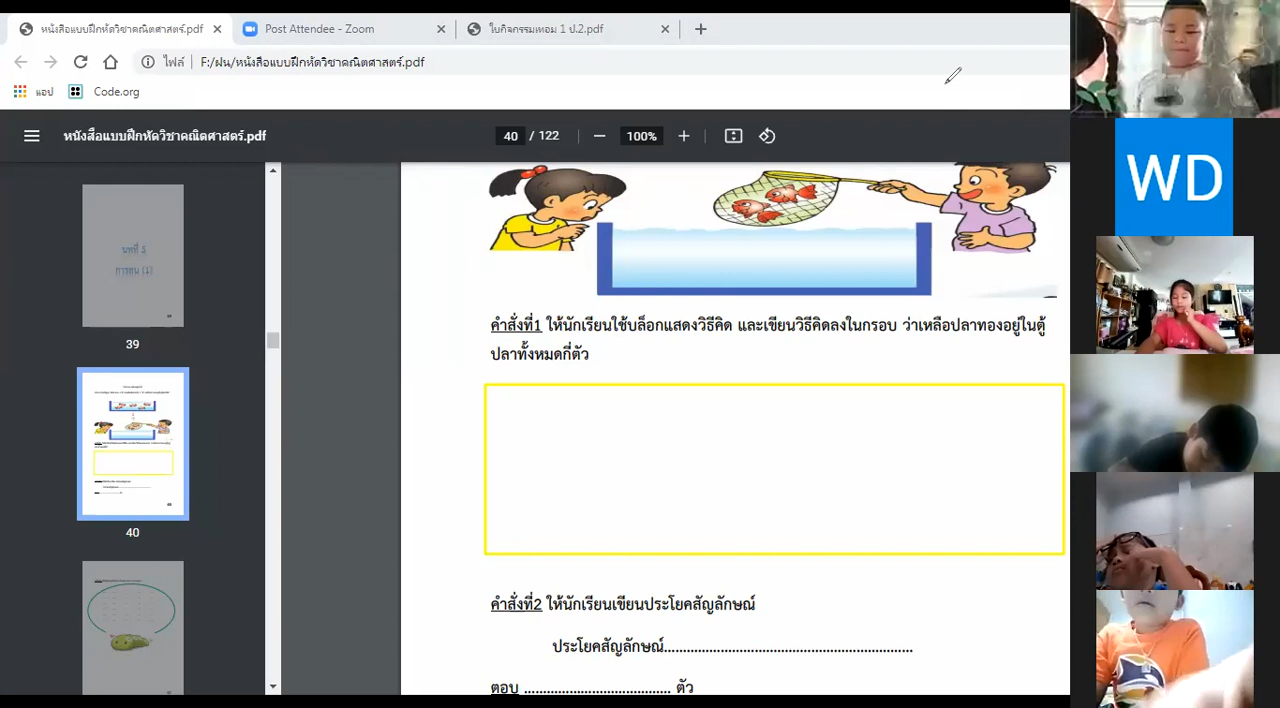 หนังสือแบบฝึกหัดวิชาคณิตศาสตร์.pdf
Post Attendee - Zoom
ใบกิจกรรมเทอม 1 ป.2.pdf
ไฟล์ F:/ฝน/หนังสือแบบฝึกหัดวิชาคณิตศาสตร์.pdf
แอป Code.org
หนังสือแบบฝึกหัดวิชาคณิตศาสตร์.pdf
40 / 122
100%
39
40
WD
คำสั่งที่1 ให้นักเรียนใช้บล็อกแสดงวิธีคิด และเขียนวิธีคิดลงในกรอบ ว่าเหลือปลาทองอยู่ในตู้
ปลาทั้งหมดกี่ตัว
คำสั่งที่2 ให้นักเรียนเขียนประโยคสัญลักษณ์
ประโยคสัญลักษณ์..............................................................
ตอบ ..................................... ตัว